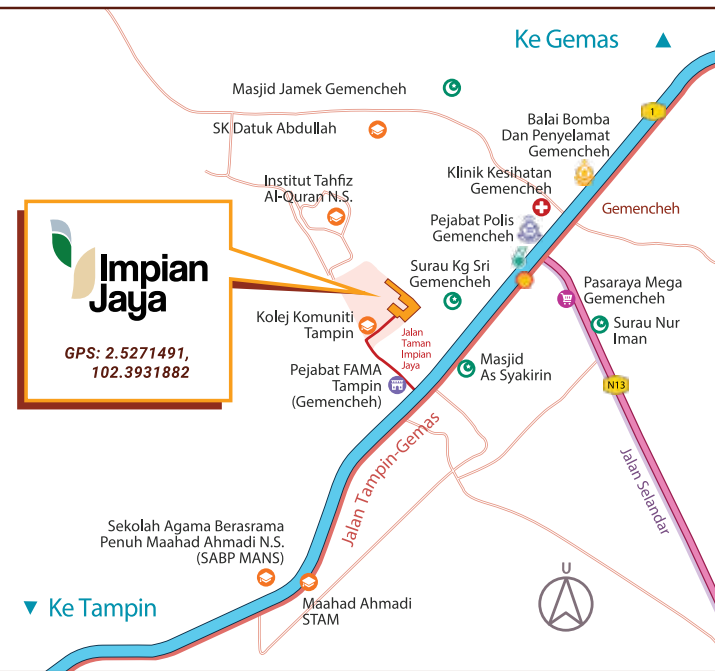 Ke Gemas
Masjid Jamek Gemencheh
1
SK Datuk Abdullah
Balai Bomba
Dan Penyelamat
Gemencheh
Institut Tahfiz
Al-Quran N.S.
Klinik Kesihatan
Gemencheh
Gemencheh
Pejabat Polis
Gemencheh
Impian
Jaya
GPS: 2.5271491,
102.3931882
Surau Kg Sri
Gemencheh
Pasaraya Mega
Gemencheh
Kolej Komuniti
Tampin
Surau Nur
Iman
Jalan
Taman
Impian
Jaya
Pejabat FAMA
Tampin
(Gemencheh)
Masjid
As Syakirin
N13
Jalan Tampin-Gemas
Jalan Selandar
Sekolah Agama Berasrama
Penuh Maahad Ahmadi N.S.
(SABP MANS)
U
Ke Tampin
Maahad Ahmadi
STAM